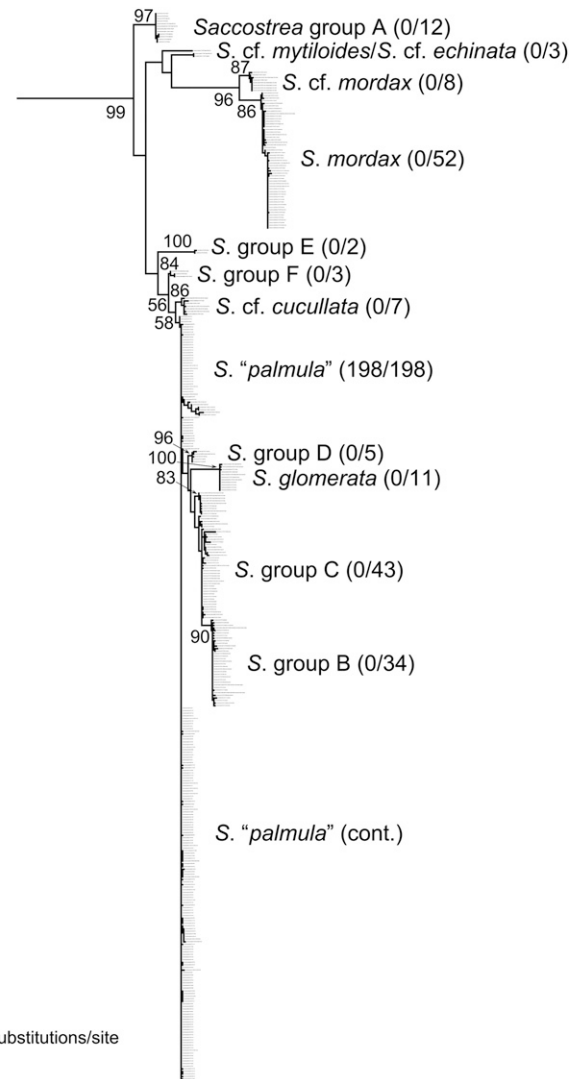 97
Saccostrea group A (0/12)
S. cf. mytiloides/S. cf. echinata (0/3)
87
S. cf. mordax (0/8)
99
96
86
S. mordax (0/52)
100
S. group E (0/2)
84
S. group F (0/3)
86
56
S. cf. cucullata (0/7)
58
S. “palmula” (198/198)
96
S. group D (0/5)
100
S. glomerata (0/11)
83
S. group C (0/43)
90
S. group B (0/34)
S. “palmula” (cont.)
ubstitutions/site